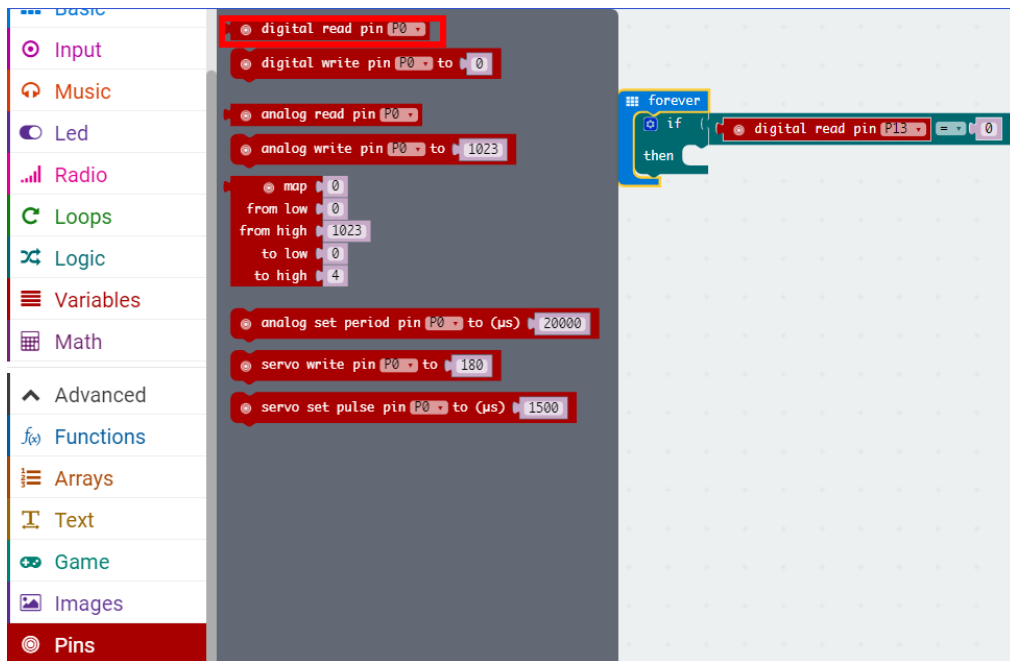 Basic
Input
Music
Led
Radio
Loops
Logic
Variables
Math
Advanced
f(x) Functions
1 2 3 Arrays
T Text
Game
Images
Pins
digital read pin P0
digital write pin P0 to 0
analog read pin P0
analog write pin P0 to 1023
map 0
from low 0
from high 1023
to low 0
to high 4
analog set period pin P0 to (µs) 20000
servo write pin P0 to 180
servo set pulse pin P0 to (µs) 1500
forever
if digital read pin P13 = 0
then